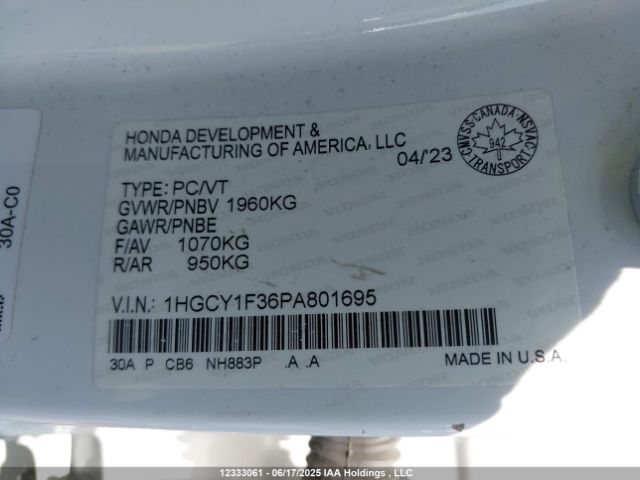 HONDA DEVELOPMENT &
MANUFACTURING OF AMERICA, LLC
04/'23
CMVSS-CANADA-NSVAC
942
TRANSPORT
TYPE: PC/VT
GVWR/PNBV 1960KG
GAWR/PNBE
F/AV 1070KG
R/AR 950KG
V.I.N.: 1HGCY1F36PA801695
30A P CB6 NH883P .A .A
MADE IN U.S.A.
30A-C0
12333061 - 06/17/2025 IAA Holdings , LLC